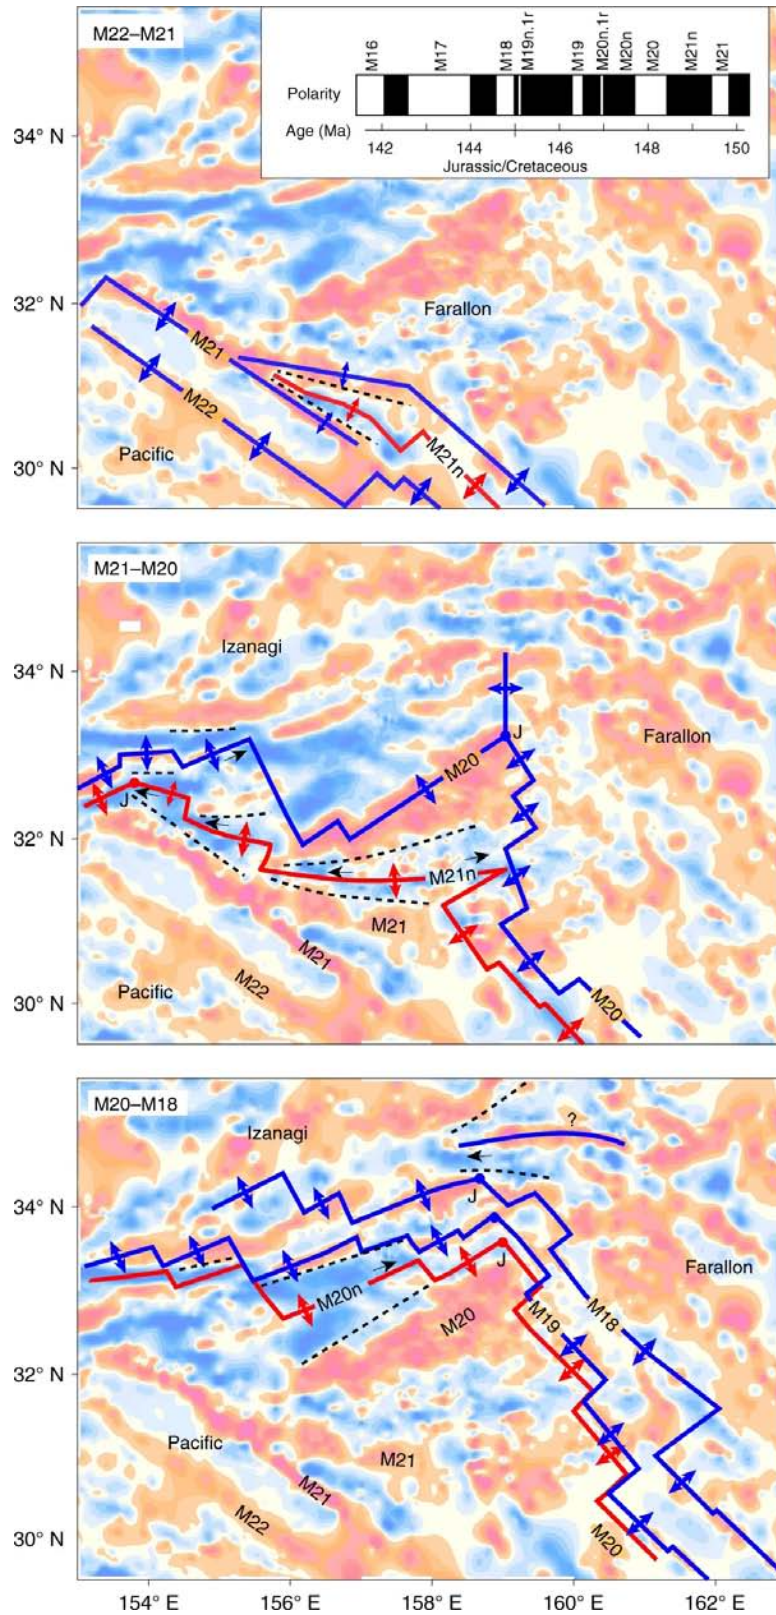 M22–M21
M16
M17
M18
M19n.1r
M19
M20n.1r
M20n
M20
M21n
M21
Polarity
Age (Ma)
142
144
146
148
150
Jurassic/Cretaceous
34° N
32° N
30° N
Farallon
M21
M22
M21n
Pacific
M21–M20
Izanagi
34° N
J
Farallon
M20
J
32° N
M21n
M21
M21
M22
Pacific
M20
30° N
M20–M18
?
Izanagi
34° N
J
J
Farallon
M20n
M20
M19
M18
32° N
Pacific
M21
M21
M22
M20
30° N
154° E
156° E
158° E
160° E
162° E